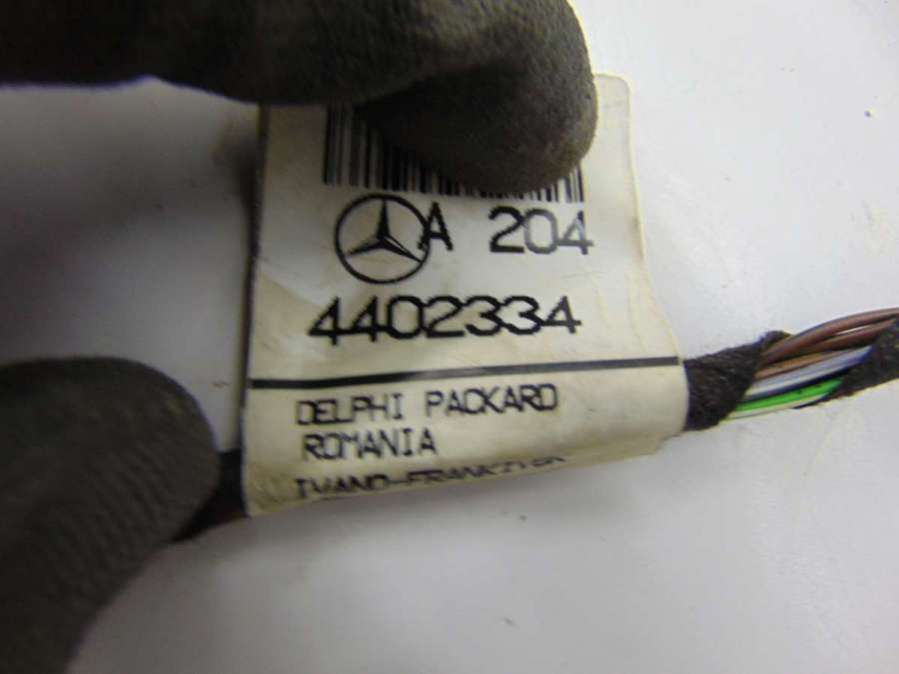 A 204
4402334
DELPHI PACKARD
ROMANIA